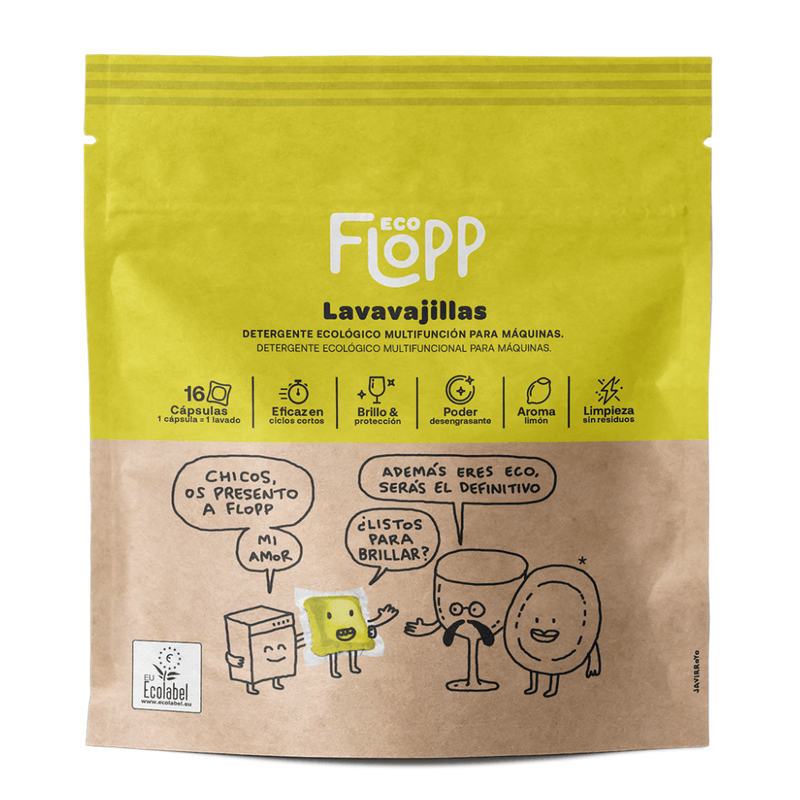 ECO
FLOPP
Lavavajillas
DETERGENTE ECOLÓGICO MULTIFUNCIÓN PARA MÁQUINAS.
DETERGENTE ECOLÓGICO MULTIFUNCIONAL PARA MÁQUINAS.
16
Cápsulas
1 cápsula = 1 lavado
Eficaz en
ciclos cortos
Brillo &
protección
Poder
desengrasante
Aroma
limón
Limpieza
sin residuos
CHICOS,
OS PRESENTO
A FLOPP
MI
AMOR
¿LISTOS
PARA
BRILLAR?
ADEMÁS ERES ECO,
SERÁS EL DEFINITIVO
*
€
EU
Ecolabel
www.ecolabel.eu
JAVIRROYO